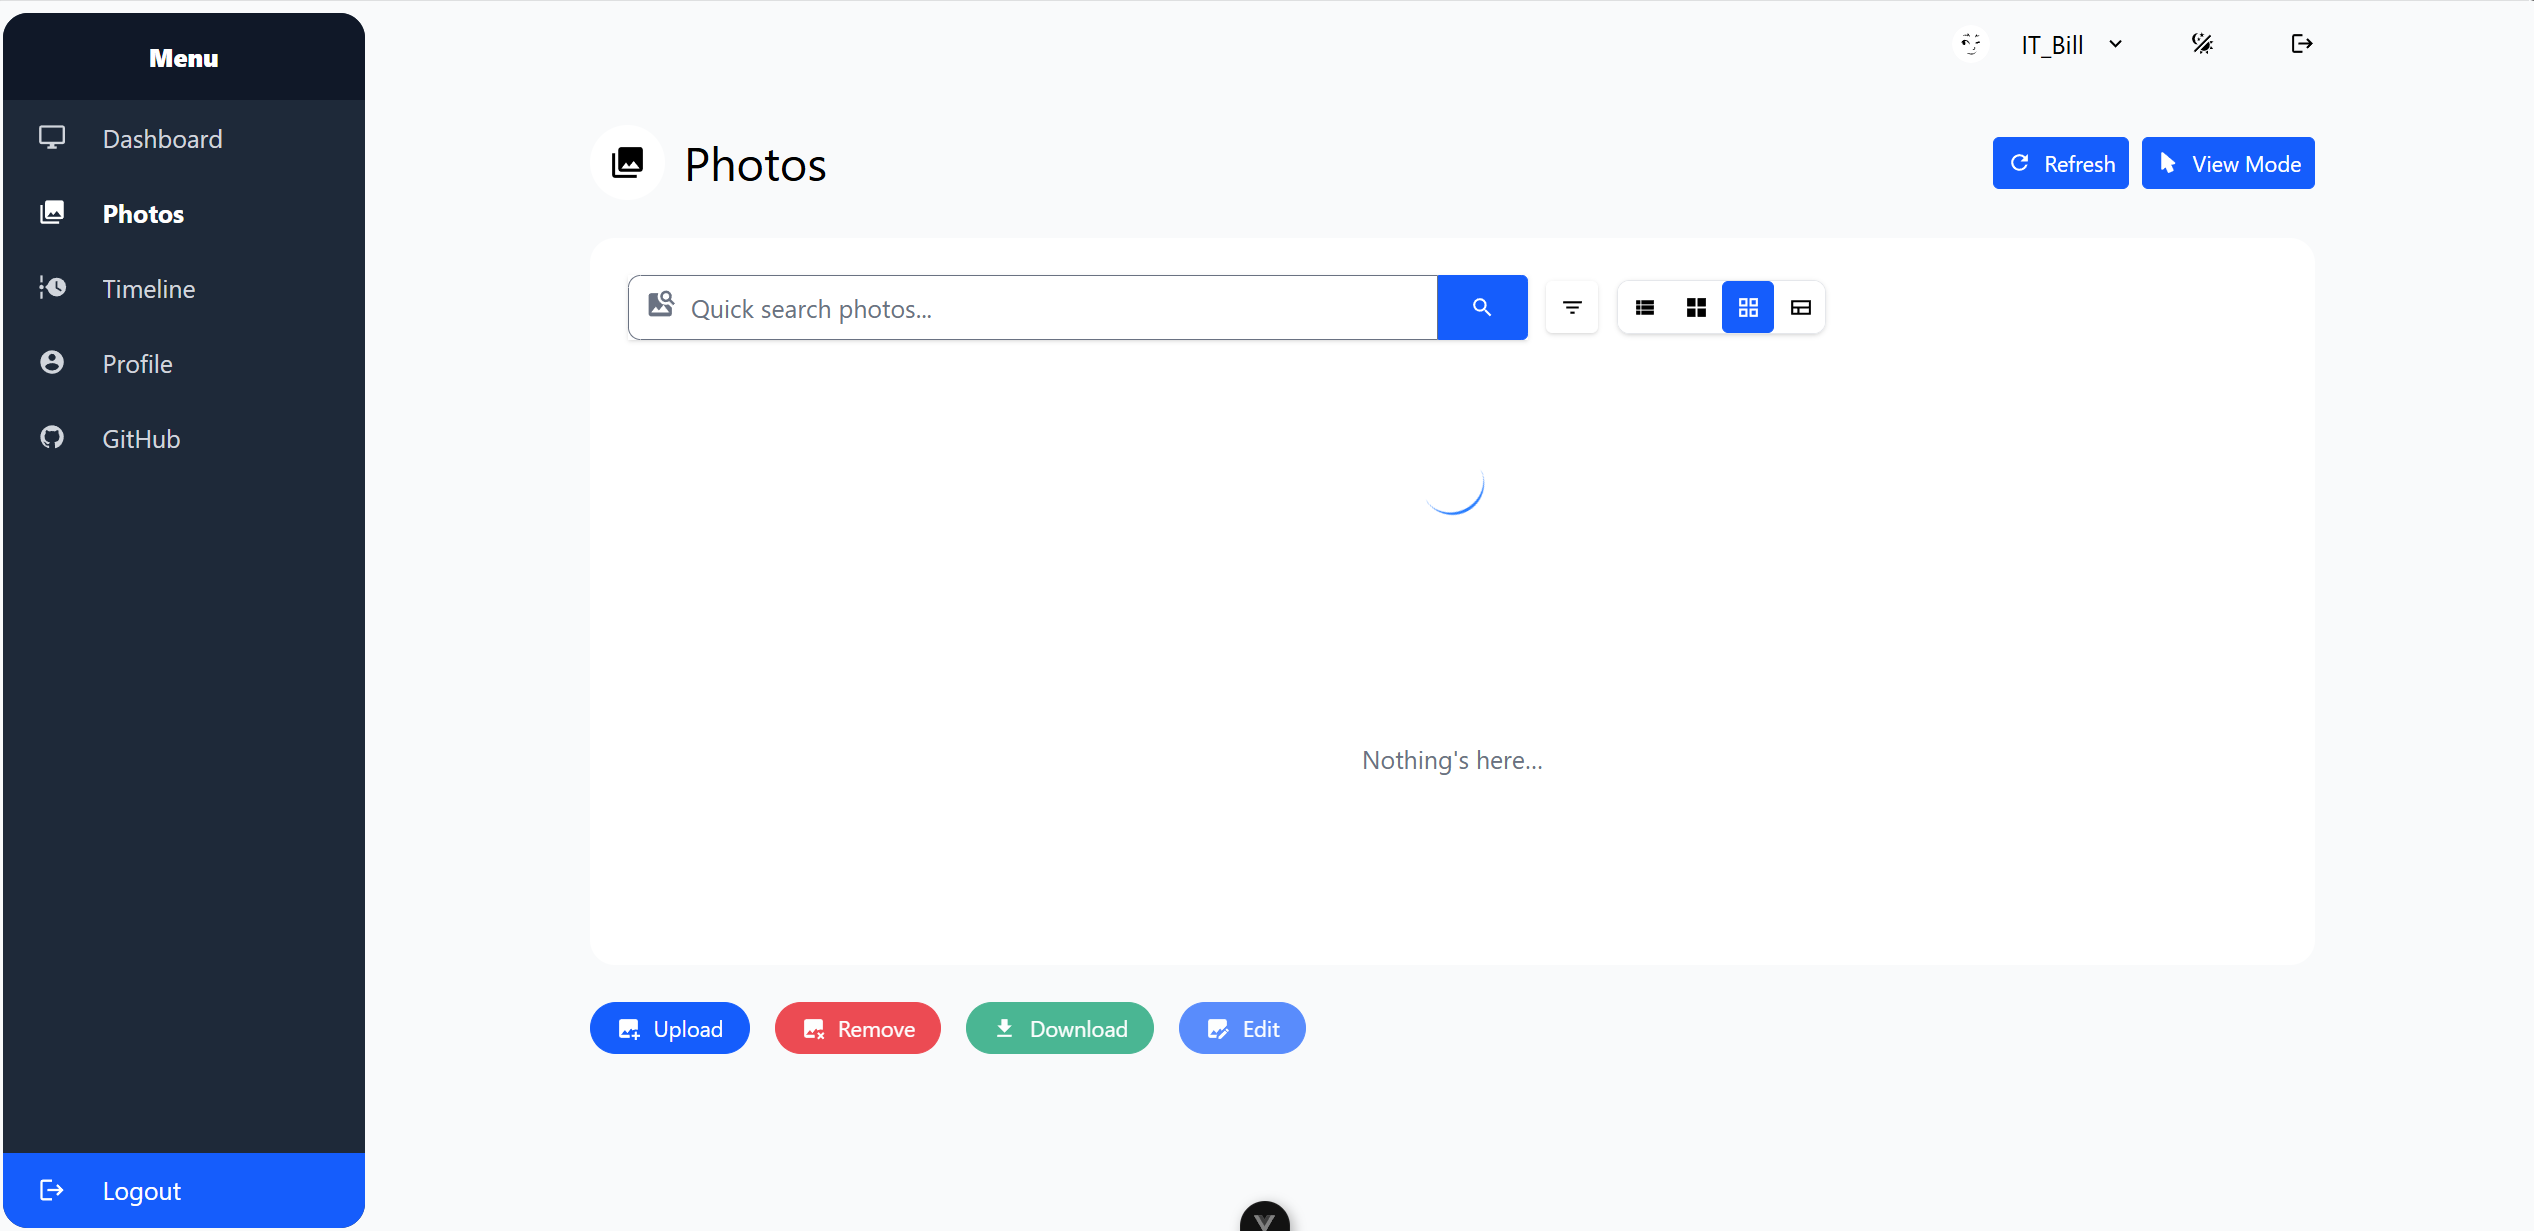 Menu
Dashboard
Photos
Timeline
Profile
GitHub
Logout
IT_Bill
Photos
Refresh
View Mode
Quick search photos...
Nothing's here...
Upload
Remove
Download
Edit